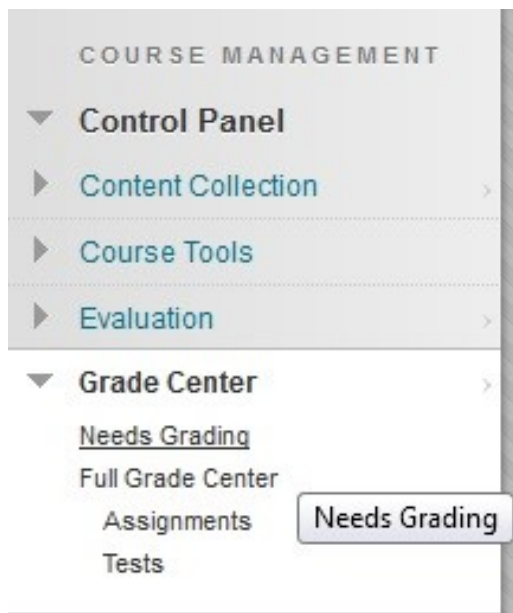 COURSE MANAGEMENT
Control Panel
Content Collection
Course Tools
Evaluation
Grade Center
Needs Grading
Full Grade Center
Assignments
Needs Grading
Tests